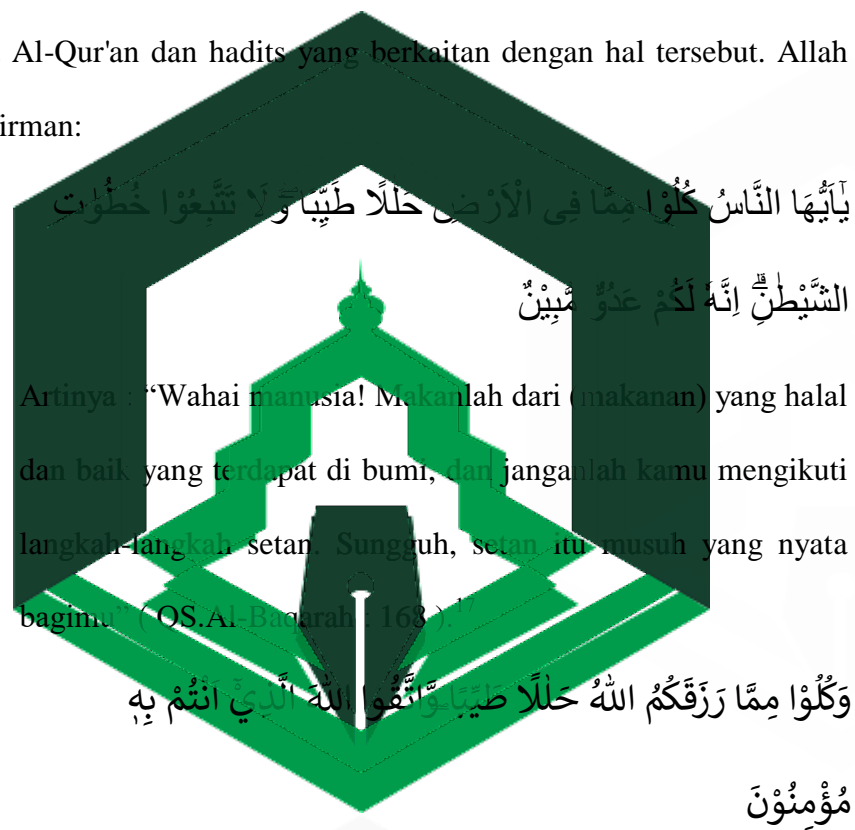 Al-Qur'an dan hadits yang berkaitan dengan hal tersebut. Allah
irman:
يٰٓاَيُّهَا النَّاسُ كُلُوْا مِمَّا فِى الْاَرْضِ حَلٰلًا طَيِّبًا ۖوَّلَا تَتَّبِعُوْا خُطُوٰتِ
الشَّيْطٰنِۗ اِنَّهٗ لَكُمْ عَدُوٌّ مُّبِيْنٌ
Artinya : “Wahai manusia! Makanlah dari (makanan) yang halal
dan baik yang terdapat di bumi, dan janganlah kamu mengikuti
langkah-langkah setan. Sungguh, setan itu musuh yang nyata
bagimu” ( QS.Al-Baqarah : 168 ).17
وَكُلُوْا مِمَّا رَزَقَكُمُ اللّٰهُ حَلٰلًا طَيِّبًا ۖوَّاتَّقُوا اللّٰهَ الَّذِيْٓ اَنْتُمْ بِهٖ
مُؤْمِنُوْنَ